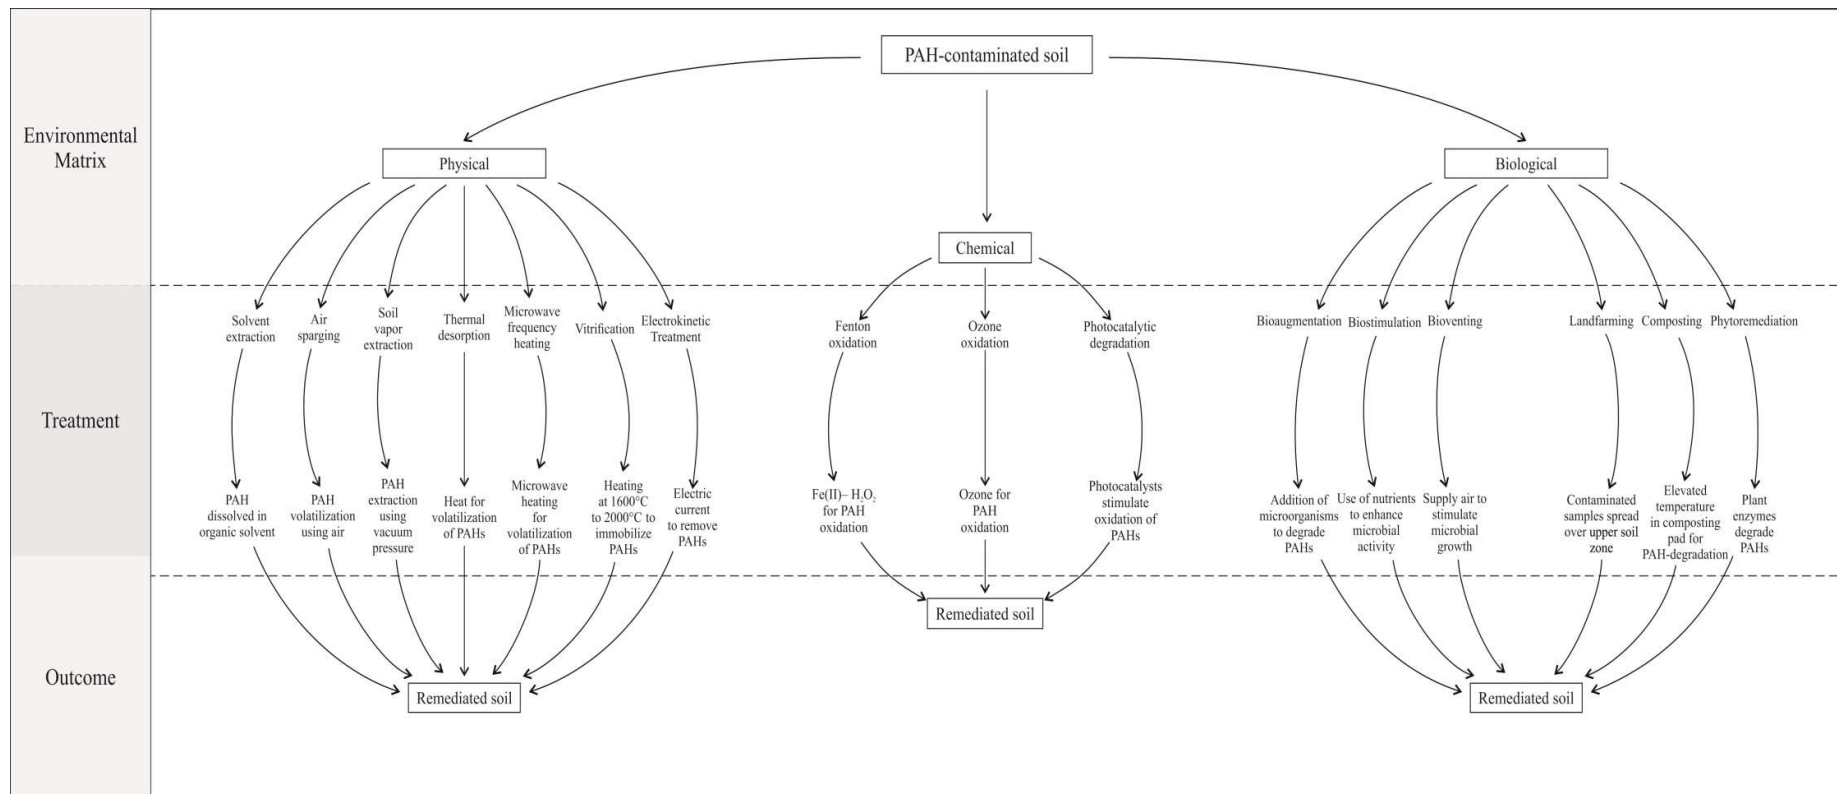 PAH-contaminated soil
Environmental
Matrix
Physical
Biological
Chemical
Treatment
Solvent
extraction
Air
sparging
Soil
vapor
extraction
Thermal
desorption
Microwave
frequency
heating
Vitrification
Electrokinetic
Treatment
Fenton
oxidation
Ozone
oxidation
Photocatalytic
degradation
Bioaugmentation
Biostimulation
Bioventing
Landfarming
Composting
Phytoremediation
PAH
dissolved in
organic solvent
PAH
volatilization
using air
PAH
extraction
using
vacuum
pressure
Heat for
volatilization
of PAHs
Microwave
heating
for
volatilization
of PAHs
Heating
at 1600°C
to 2000°C to
immobilize
PAHs
Electric
current
to remove
PAHs
Fe(II)– H₂O₂
for PAH
oxidation
Ozone for
PAH
oxidation
Photocatalysts
stimulate
oxidation of
PAHs
Addition of
microorganisms
to degrade
PAHs
Use of nutrients
to enhance
microbial
activity
Supply air to
stimulate
microbial
growth
Contaminated
samples spread
over upper soil
zone
Elevated
temperature
in composting
pad for
PAH-degradation
Plant
enzymes
degrade
PAHs
Outcome
Remediated soil
Remediated soil
Remediated soil